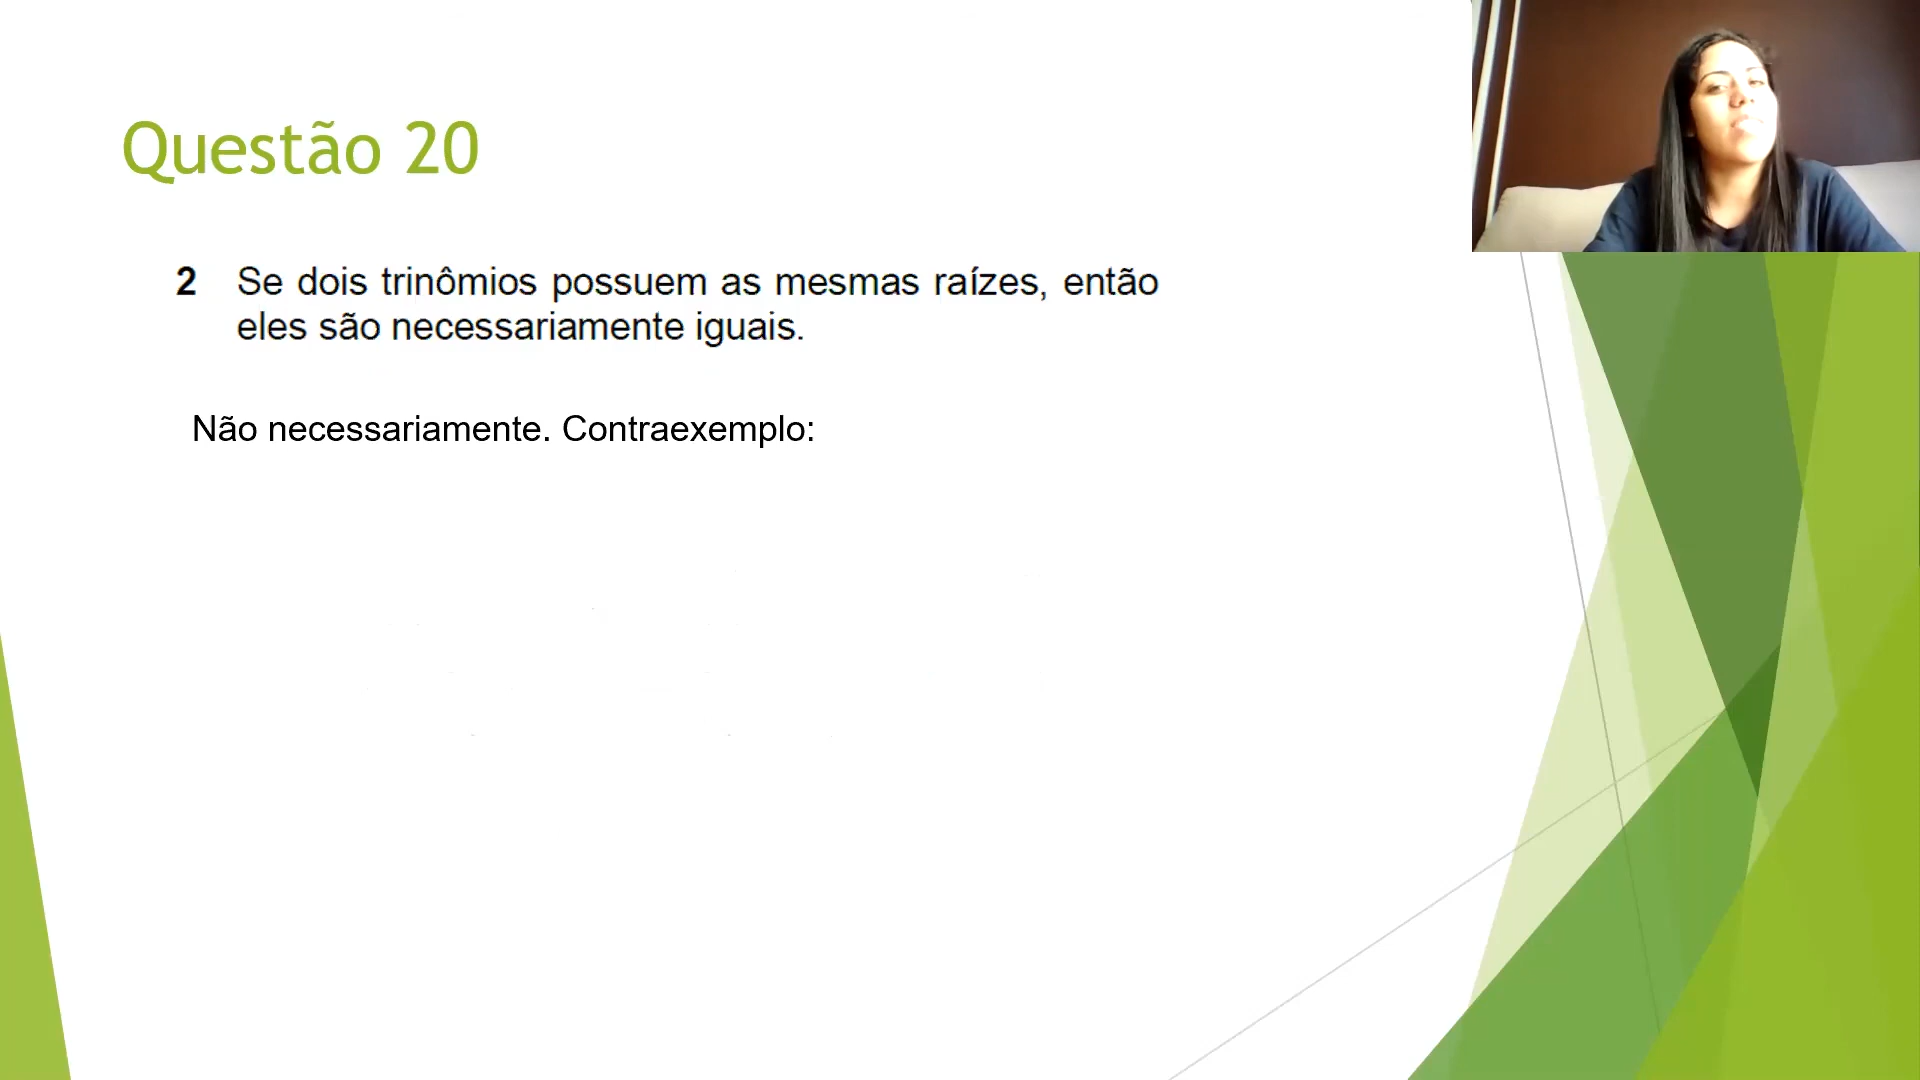 Questão 20
2 Se dois trinômios possuem as mesmas raízes, então
eles são necessariamente iguais.
Não necessariamente. Contraexemplo: